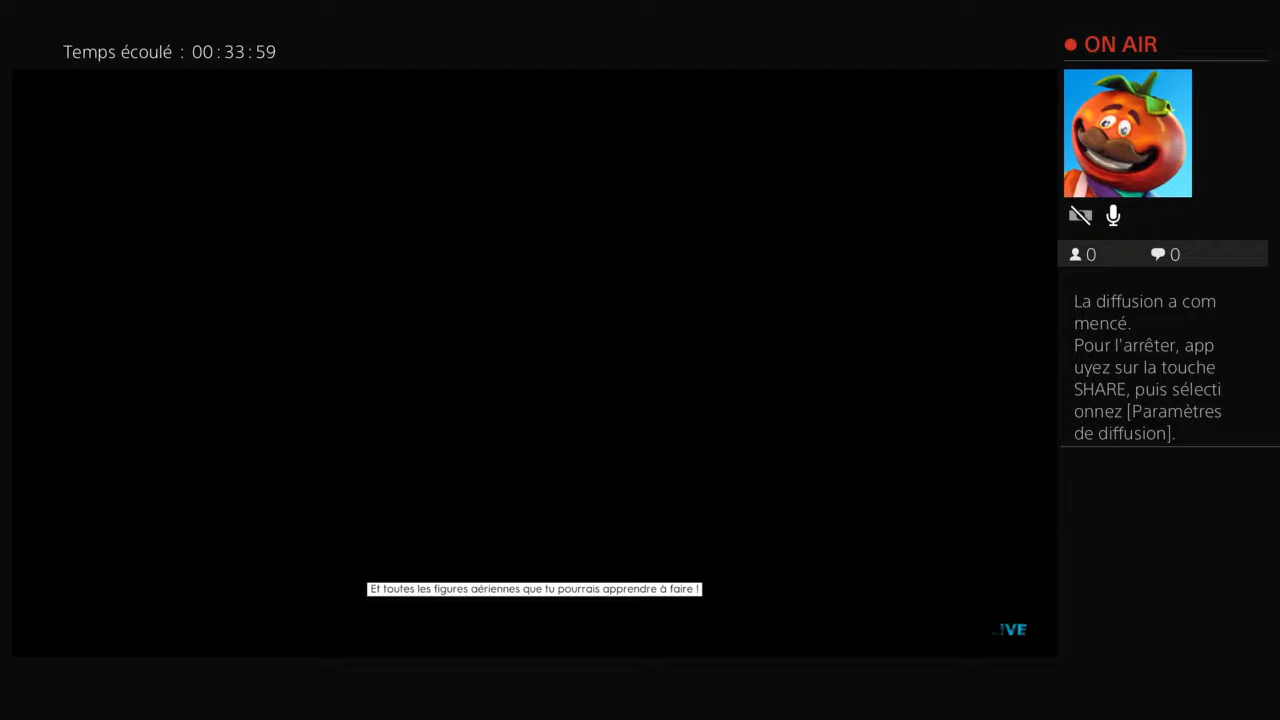 Temps écoulé : 00:33:59
ON AIR
0
0
La diffusion a com
mencé.
Pour l'arrêter, app
uyez sur la touche
SHARE, puis sélecti
onnez [Paramètres
de diffusion].
Et toutes les figures aériennes que tu pourrais apprendre à faire !
IVE